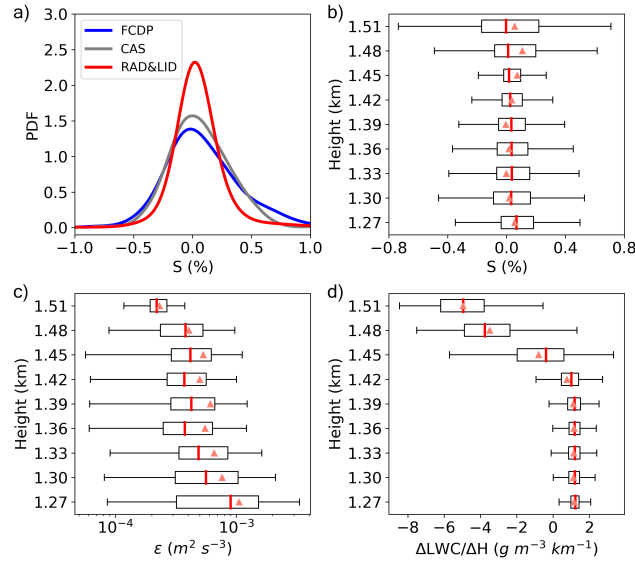 a)
3.0
2.5
2.0
1.5
1.0
0.5
0.0
PDF
FCDP
CAS
RAD&LID
−1.0 −0.5 0.0 0.5 1.0
S (%)
b)
1.51
1.48
1.45
1.42
1.39
1.36
1.33
1.30
1.27
Height (km)
−0.8 −0.4 0.0 0.4 0.8
S (%)
c)
1.51
1.48
1.45
1.42
1.39
1.36
1.33
1.30
1.27
Height (km)
10⁻⁴ 10⁻³
ε (m² s⁻³)
d)
1.51
1.48
1.45
1.42
1.39
1.36
1.33
1.30
1.27
Height (km)
−8 −6 −4 −2 0 2
ΔLWC/ΔH (g m⁻³ km⁻¹)